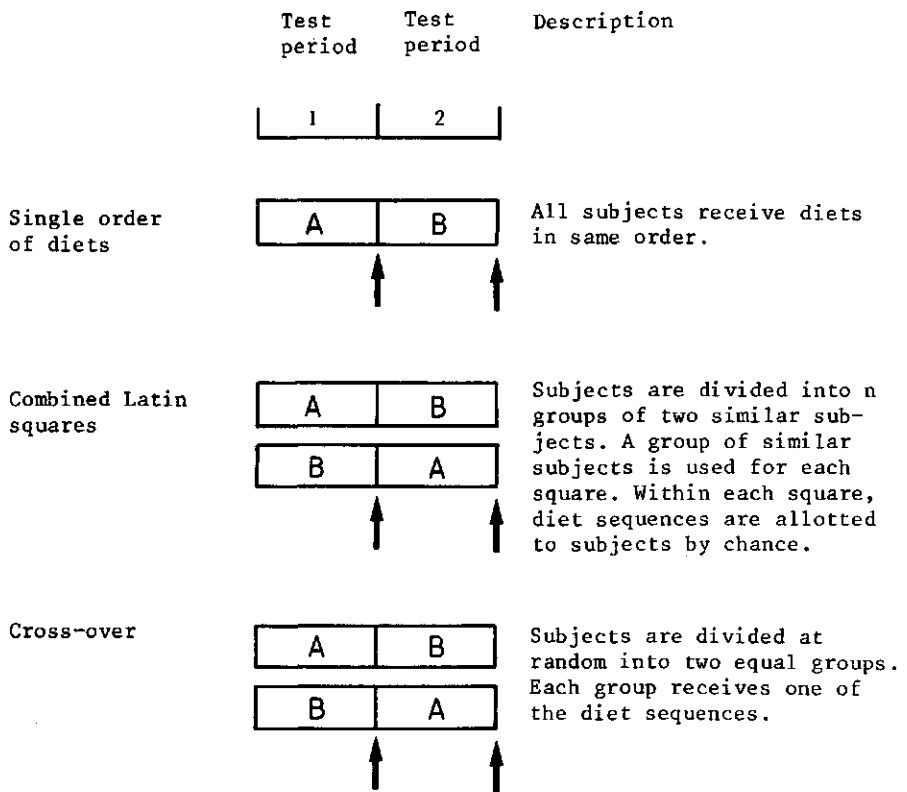 Test Test Description
period period
1 2
Single order
of diets
A B
All subjects receive diets
in same order.
Combined Latin
squares
A B
B A
Subjects are divided into n
groups of two similar sub-
jects. A group of similar
subjects is used for each
square. Within each square,
diet sequences are allotted
to subjects by chance.
Cross-over
A B
B A
Subjects are divided at
random into two equal groups.
Each group receives one of
the diet sequences.